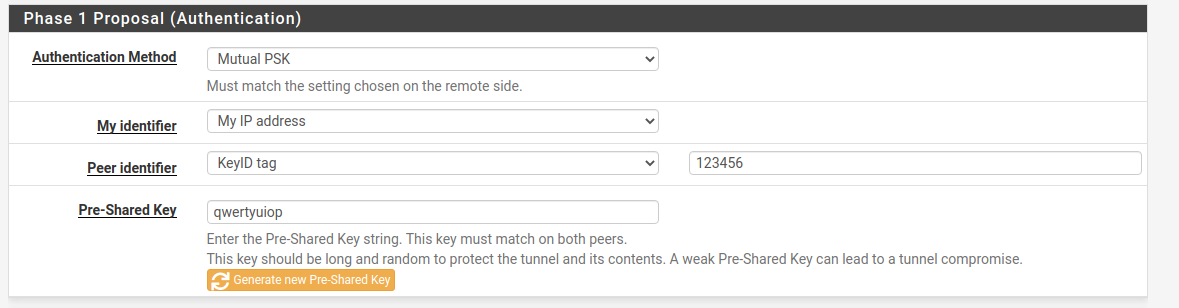 Phase 1 Proposal (Authentication)
Authentication Method
Mutual PSK
Must match the setting chosen on the remote side.
My identifier
My IP address
Peer identifier
KeyID tag
123456
Pre-Shared Key
qwertyuiop
Enter the Pre-Shared Key string. This key must match on both peers.
This key should be long and random to protect the tunnel and its contents. A weak Pre-Shared Key can lead to a tunnel compromise.
Generate new Pre-Shared Key